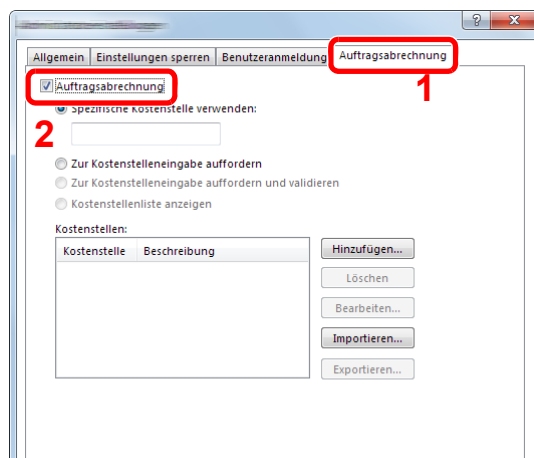 ?
Allgemein Einstellungen sperren Benutzeranmeldung Auftragsabrechnung
1
Auftragsabrechnung
Spezifische Kostenstelle verwenden:
2
Zur Kostenstelleneingabe auffordern
Zur Kostenstelleneingabe auffordern und validieren
Kostenstellenliste anzeigen
Kostenstellen:
Kostenstelle Beschreibung
Hinzufügen...
Löschen
Bearbeiten...
Importieren...
Exportieren...